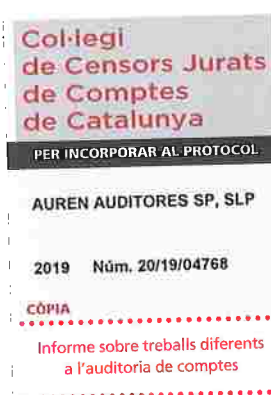 Col·legi
de Censors Jurats
de Comptes
de Catalunya
PER INCORPORAR AL PROTOCOL
AUREN AUDITORES SP, SLP
2019 Núm. 20/19/04768
CÒPIA
Informe sobre treballs diferents
a l'auditoria de comptes